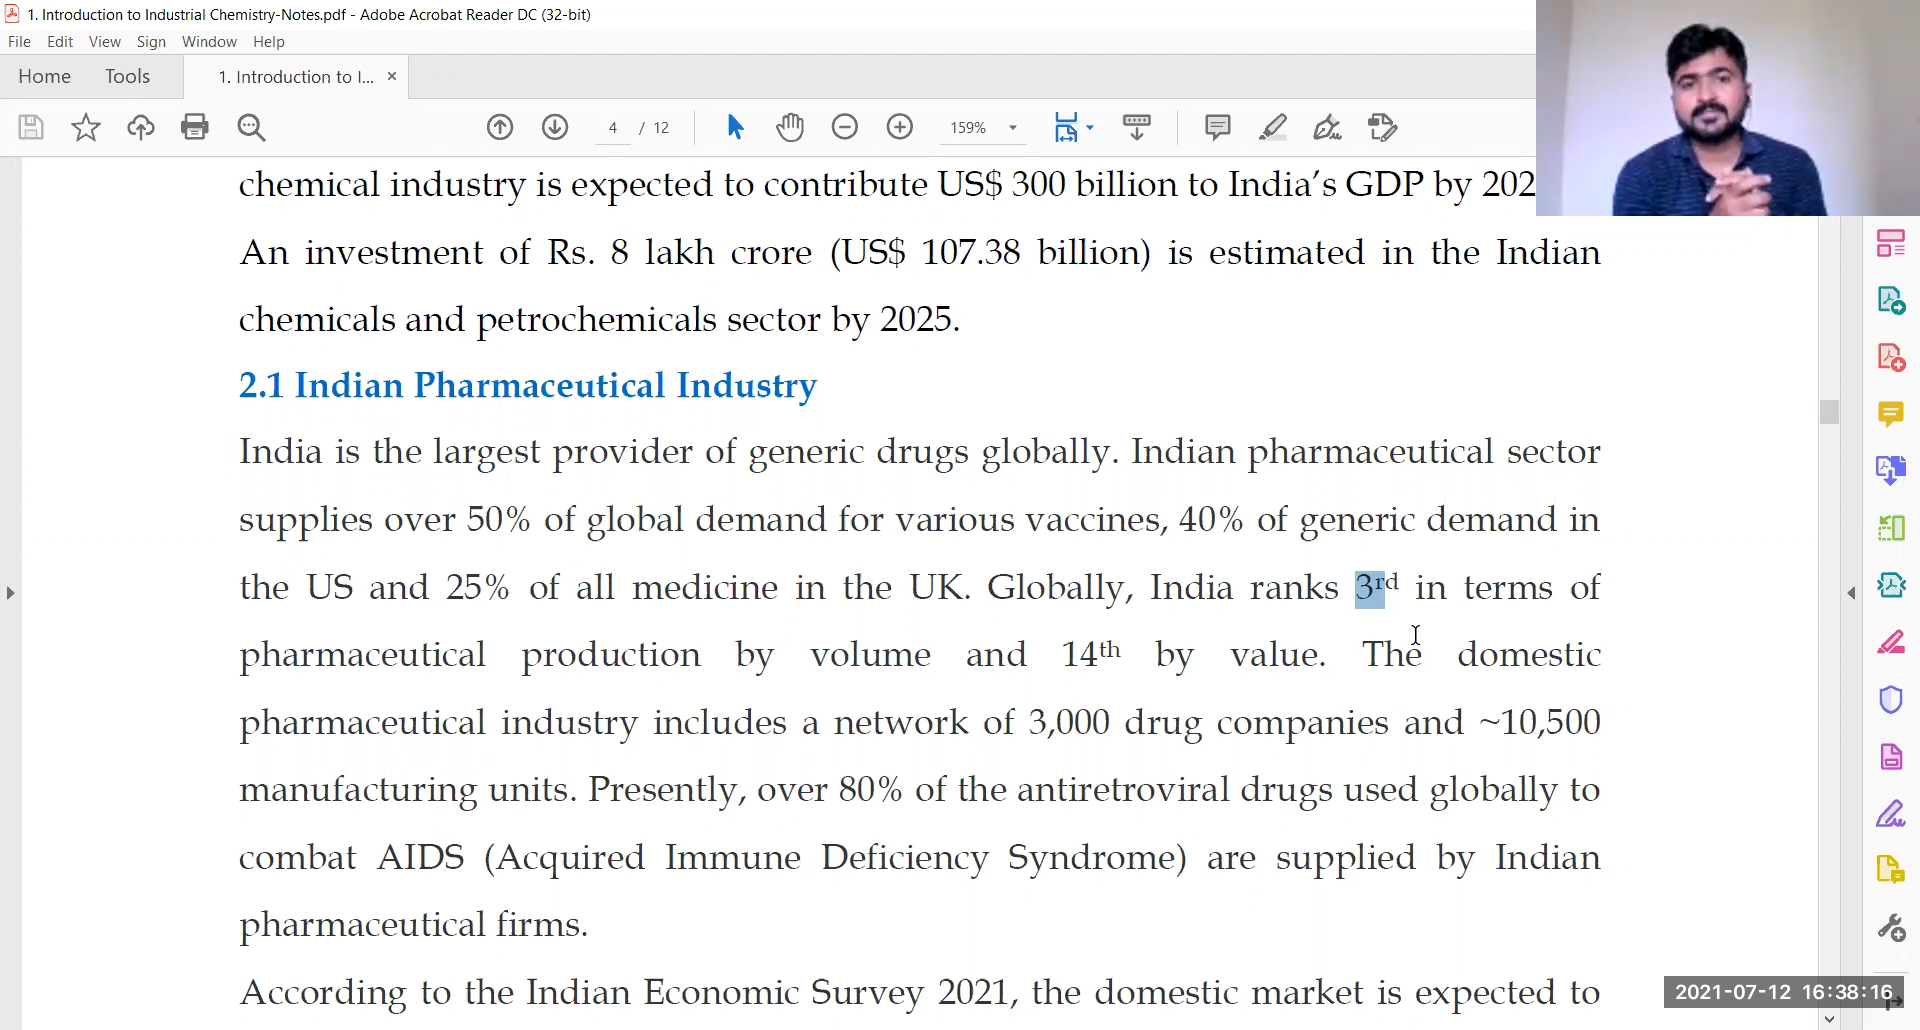 1. Introduction to Industrial Chemistry-Notes.pdf - Adobe Acrobat Reader DC (32-bit)
File Edit View Sign Window Help
Home Tools 1. Introduction to I... ×
4 / 12 159%
chemical industry is expected to contribute US$ 300 billion to India’s GDP by 202
An investment of Rs. 8 lakh crore (US$ 107.38 billion) is estimated in the Indian
chemicals and petrochemicals sector by 2025.
2.1 Indian Pharmaceutical Industry
India is the largest provider of generic drugs globally. Indian pharmaceutical sector
supplies over 50% of global demand for various vaccines, 40% of generic demand in
the US and 25% of all medicine in the UK. Globally, India ranks 3rd in terms of
pharmaceutical production by volume and 14th by value. The domestic
pharmaceutical industry includes a network of 3,000 drug companies and ~10,500
manufacturing units. Presently, over 80% of the antiretroviral drugs used globally to
combat AIDS (Acquired Immune Deficiency Syndrome) are supplied by Indian
pharmaceutical firms.
According to the Indian Economic Survey 2021, the domestic market is expected to
2021-07-12 16:38:16